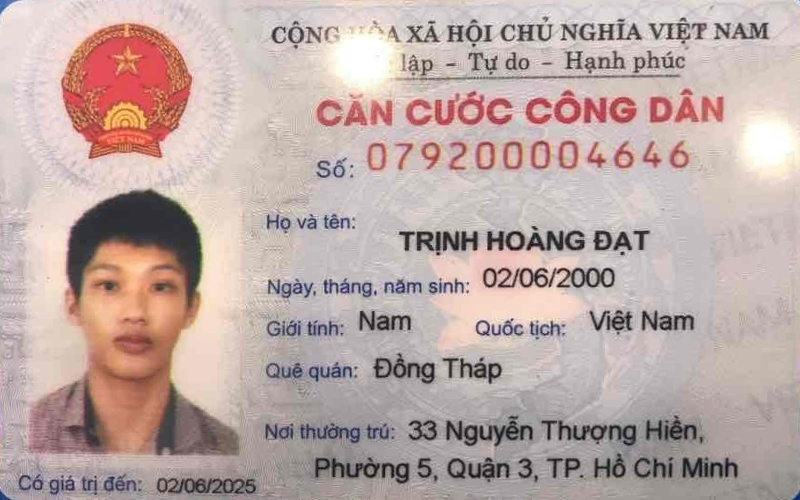 CỘNG HÒA XÃ HỘI CHỦ NGHĨA VIỆT NAM
lập - Tự do - Hạnh phúc
CĂN CƯỚC CÔNG DÂN
Số: 079200004646
Họ và tên:
TRỊNH HOÀNG ĐẠT
Ngày, tháng, năm sinh: 02/06/2000
Giới tính: Nam Quốc tịch: Việt Nam
Quê quán: Đồng Tháp
Nơi thường trú: 33 Nguyễn Thượng Hiền,
Phường 5, Quận 3, TP. Hồ Chí Minh
Có giá trị đến: 02/06/2025
VIỆT NAM